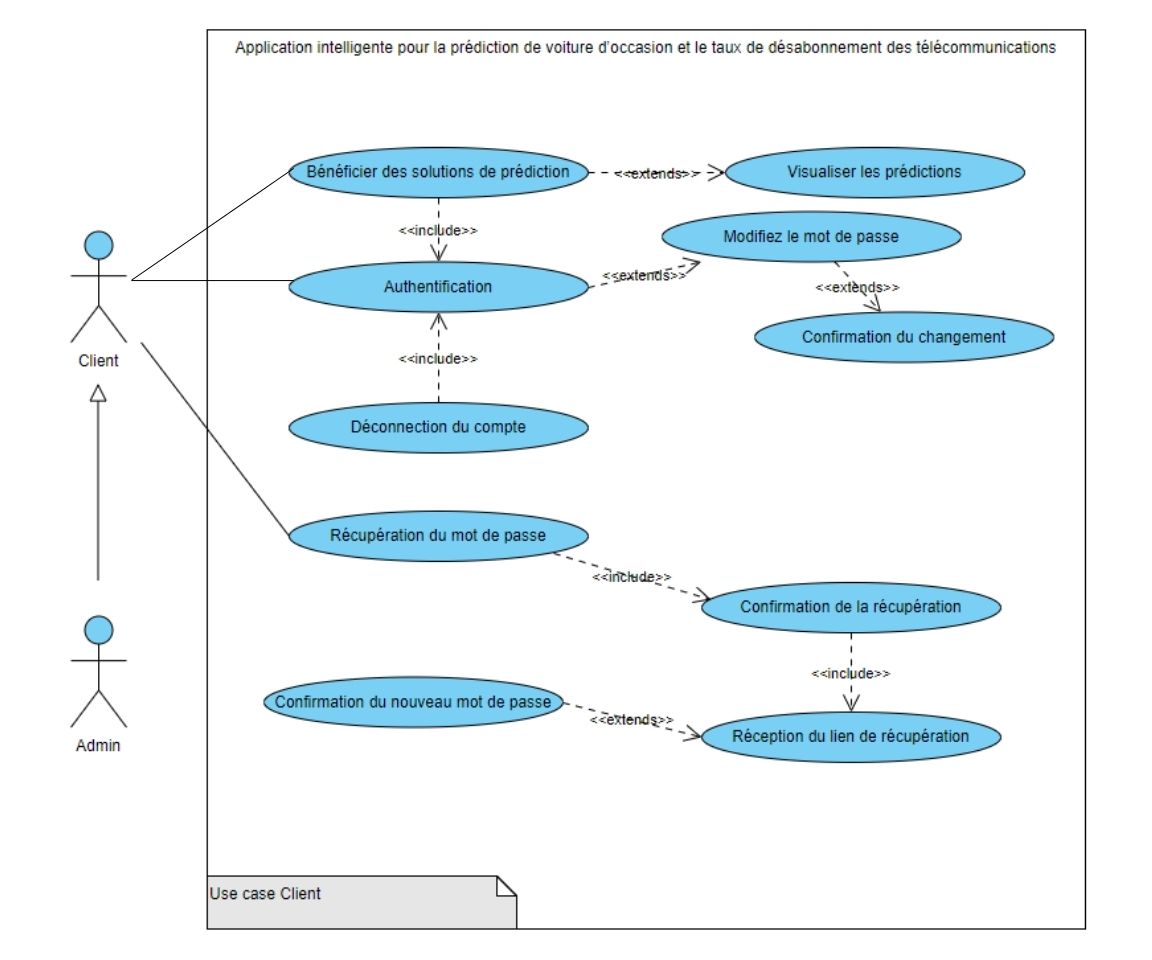 Application intelligente pour la prédiction de voiture d'occasion et le taux de désabonnement des télécommunications
Bénéficier des solutions de prédiction
<<extends>>
Visualiser les prédictions
<<include>>
Modifiez le mot de passe
Authentification
<<extends>>
<<extends>>
Confirmation du changement
Client
<<include>>
Déconnection du compte
Récupération du mot de passe
<<include>>
Confirmation de la récupération
<<include>>
Confirmation du nouveau mot de passe
<<extends>>
Réception du lien de récupération
Admin
Use case Client